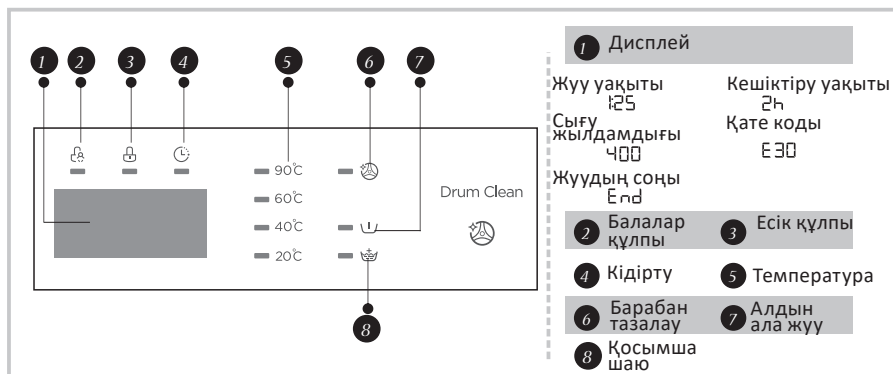 1 2 3 4 5 6 7
90℃
60℃
40℃
20℃
Drum Clean
8
1 Дисплей
Жуу уақыты
1:25
Кешіктіру уақыты
2h
Сығу
жылдамдығы
400
Қате коды
E30
Жуудың соңы
End
2 Балалар
құлпы
3 Есік құлпы
4 Кідірту
5 Температура
6 Барабан
тазалау
7 Алдын
ала жуу
8 Қосымша
шаю